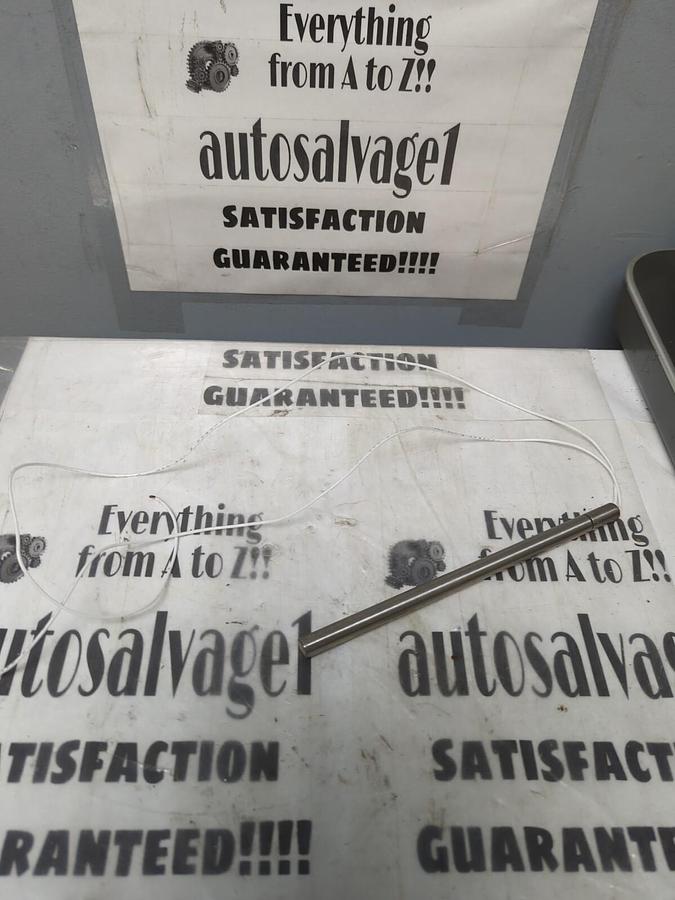 Everything
from A to Z!!
autosalvage1
SATISFACTION
GUARANTEED!!!!
SATISFACTION
GUARANTEED!!!!
Everything
from A to Z!!
utosalvage1
TISFACTION
RANTEED!!!!
Everything
from A to Z!!
autosalva
SATISFACT
GUARANTE